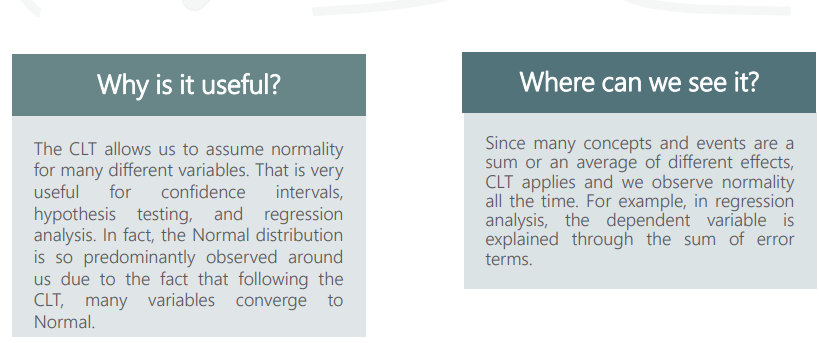 Why is it useful?
The CLT allows us to assume normality
for many different variables. That is very
useful for confidence intervals,
hypothesis testing, and regression
analysis. In fact, the Normal distribution
is so predominantly observed around
us due to the fact that following the
CLT, many variables converge to
Normal.
Where can we see it?
Since many concepts and events are a
sum or an average of different effects,
CLT applies and we observe normality
all the time. For example, in regression
analysis, the dependent variable is
explained through the sum of error
terms.